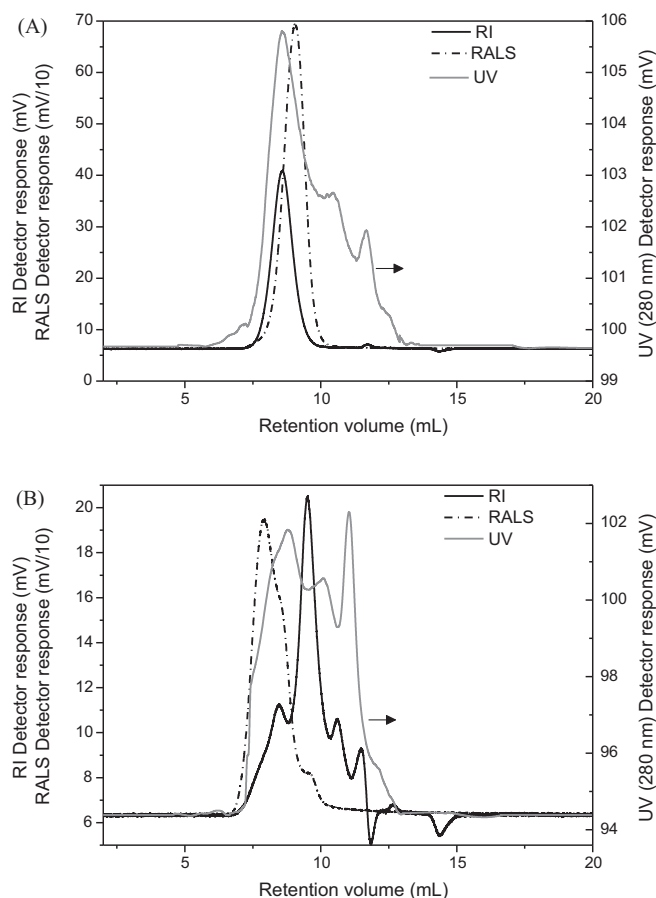 (A)
RI Detector response (mV)
RALS Detector response (mV/10)
70
60
50
40
30
20
10
0
RI
RALS
UV
106
105
104
103
102
101
100
99
UV (280 nm) Detector response (mV)
5
10
15
20
Retention volume (mL)
(B)
RI Detector response (mV)
RALS Detector response (mV/10)
20
18
16
14
12
10
8
6
RI
RALS
UV
102
100
98
96
94
UV (280 nm) Detector response (mV)
5
10
15
20
Retention volume (mL)